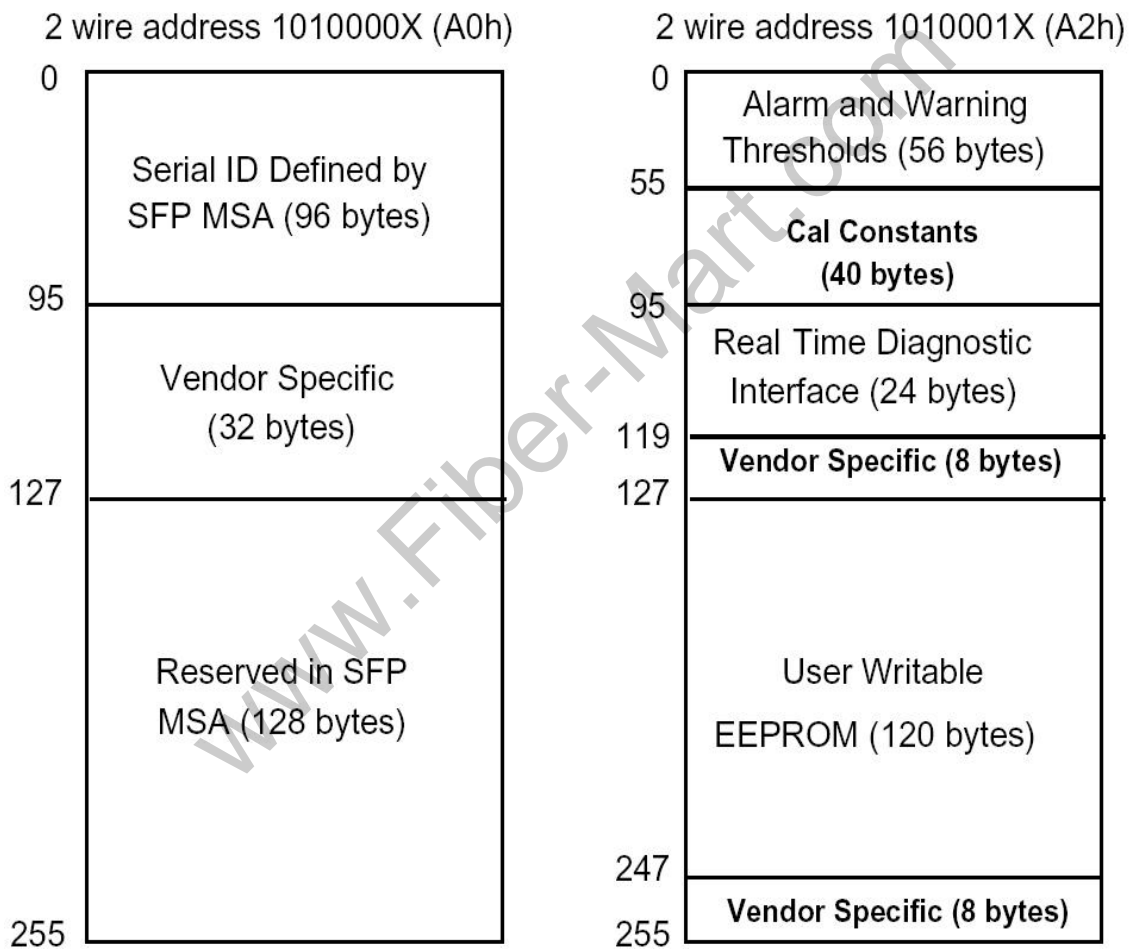 2 wire address 1010000X (A0h)
0
Serial ID Defined by
SFP MSA (96 bytes)
95
Vendor Specific
(32 bytes)
127
Reserved in SFP
MSA (128 bytes)
255
2 wire address 1010001X (A2h)
0
Alarm and Warning
Thresholds (56 bytes)
55
Cal Constants
(40 bytes)
95
Real Time Diagnostic
Interface (24 bytes)
119
Vendor Specific (8 bytes)
127
User Writable
EEPROM (120 bytes)
247
Vendor Specific (8 bytes)
255
www.Fiber-Mart.com